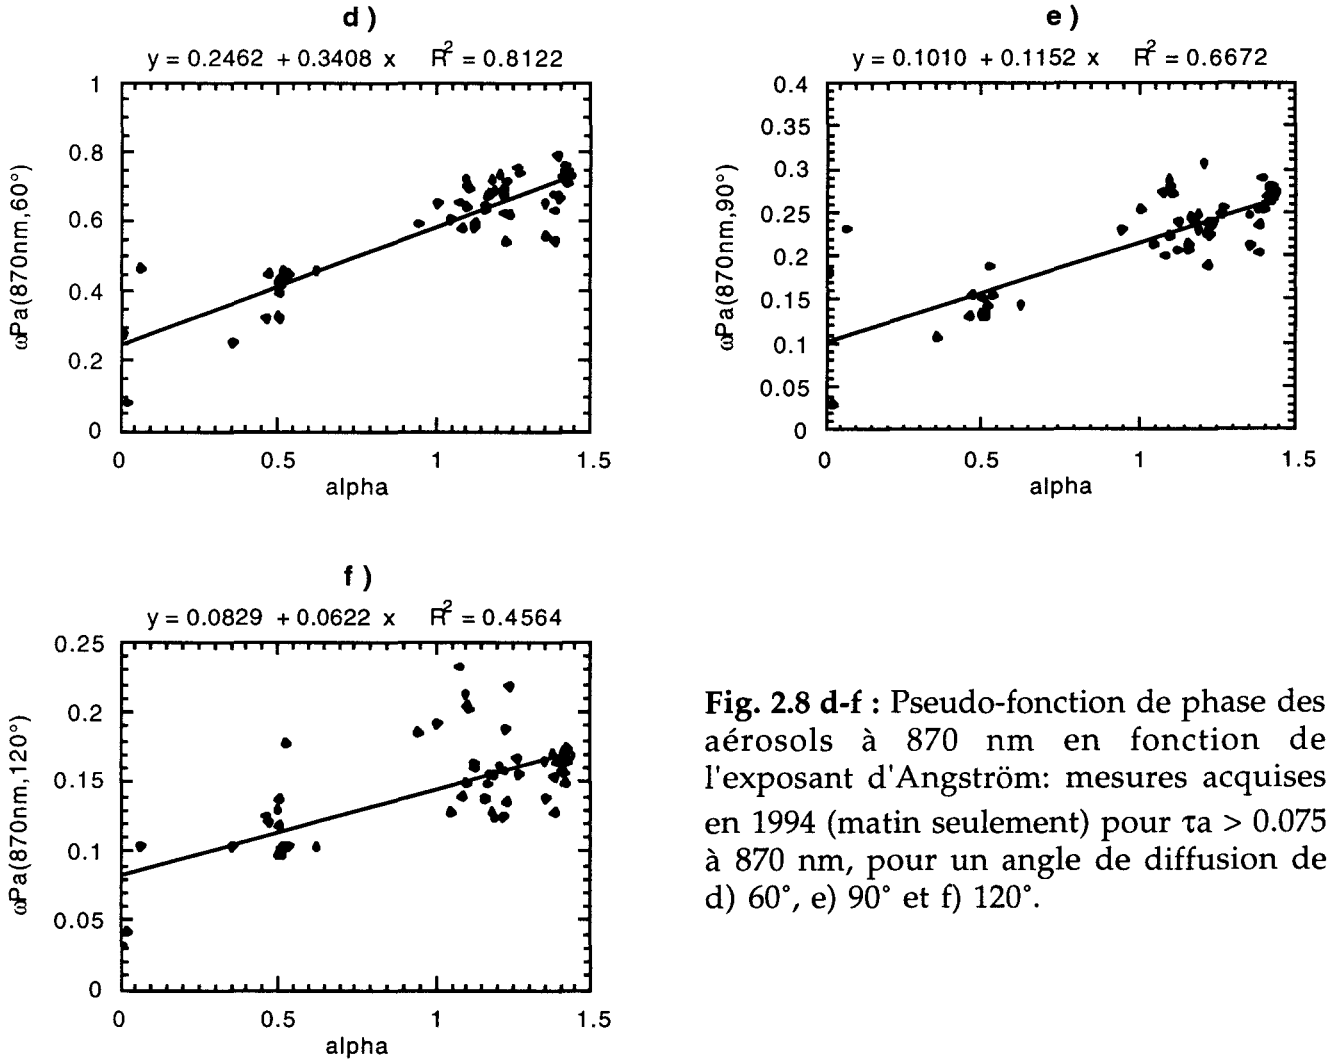 d )
y = 0.2462 + 0.3408 x R² = 0.8122
1
0.8
0.6
0.4
0.2
0
ωPa(870nm,60°)
0 0.5 1 1.5
alpha
e )
y = 0.1010 + 0.1152 x R² = 0.6672
0.4
0.35
0.3
0.25
0.2
0.15
0.1
0.05
0
ωPa(870nm,90°)
0 0.5 1 1.5
alpha
f )
y = 0.0829 + 0.0622 x R² = 0.4564
0.25
0.2
0.15
0.1
0.05
0
ωPa(870nm,120°)
0 0.5 1 1.5
alpha
Fig. 2.8 d-f : Pseudo-fonction de phase des
aérosols à 870 nm en fonction de
l'exposant d'Angström: mesures acquises
en 1994 (matin seulement) pour τa > 0.075
à 870 nm, pour un angle de diffusion de
d) 60°, e) 90° et f) 120°.